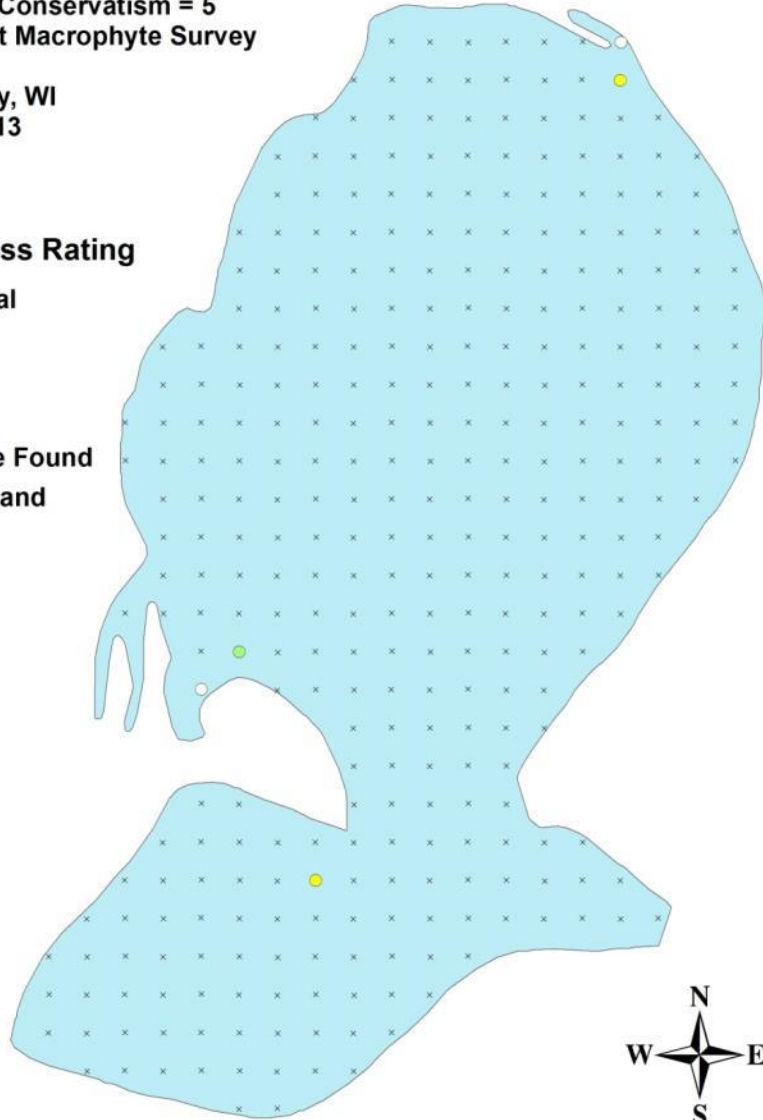 Conservatism = 5
t Macrophyte Survey
y, WI
13
ss Rating
al
e Found
and
N
W E
S